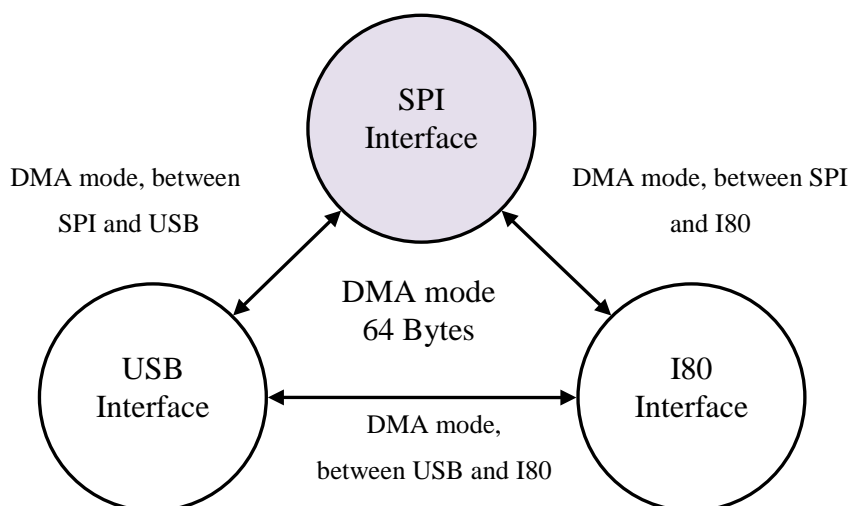 SPI
Interface
DMA mode, between
SPI and USB
DMA mode, between SPI
and I80
DMA mode
64 Bytes
USB
Interface
I80
Interface
DMA mode,
between USB and I80